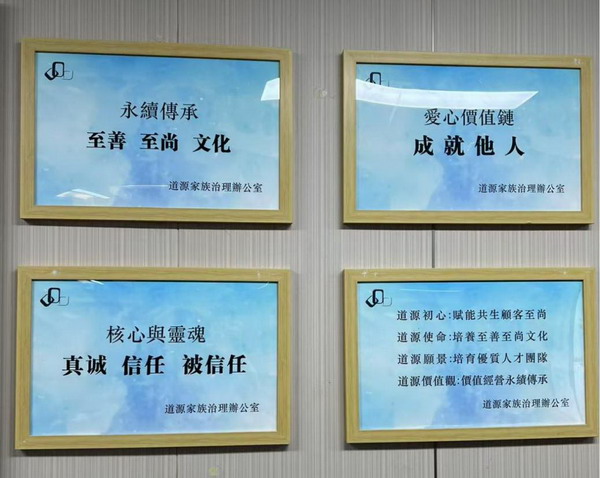 永續傳承
至善 至尚 文化
道源家族治理辦公室
愛心價值鏈
成就他人
道源家族治理辦公室
核心與靈魂
真诚 信任 被信任
道源家族治理辦公室
道源初心:賦能共生顧客至尚
道源使命:培養至善至尚文化
道源願景:培育優質人才團隊
道源價值觀:價值經營永續傳承
道源家族治理辦公室